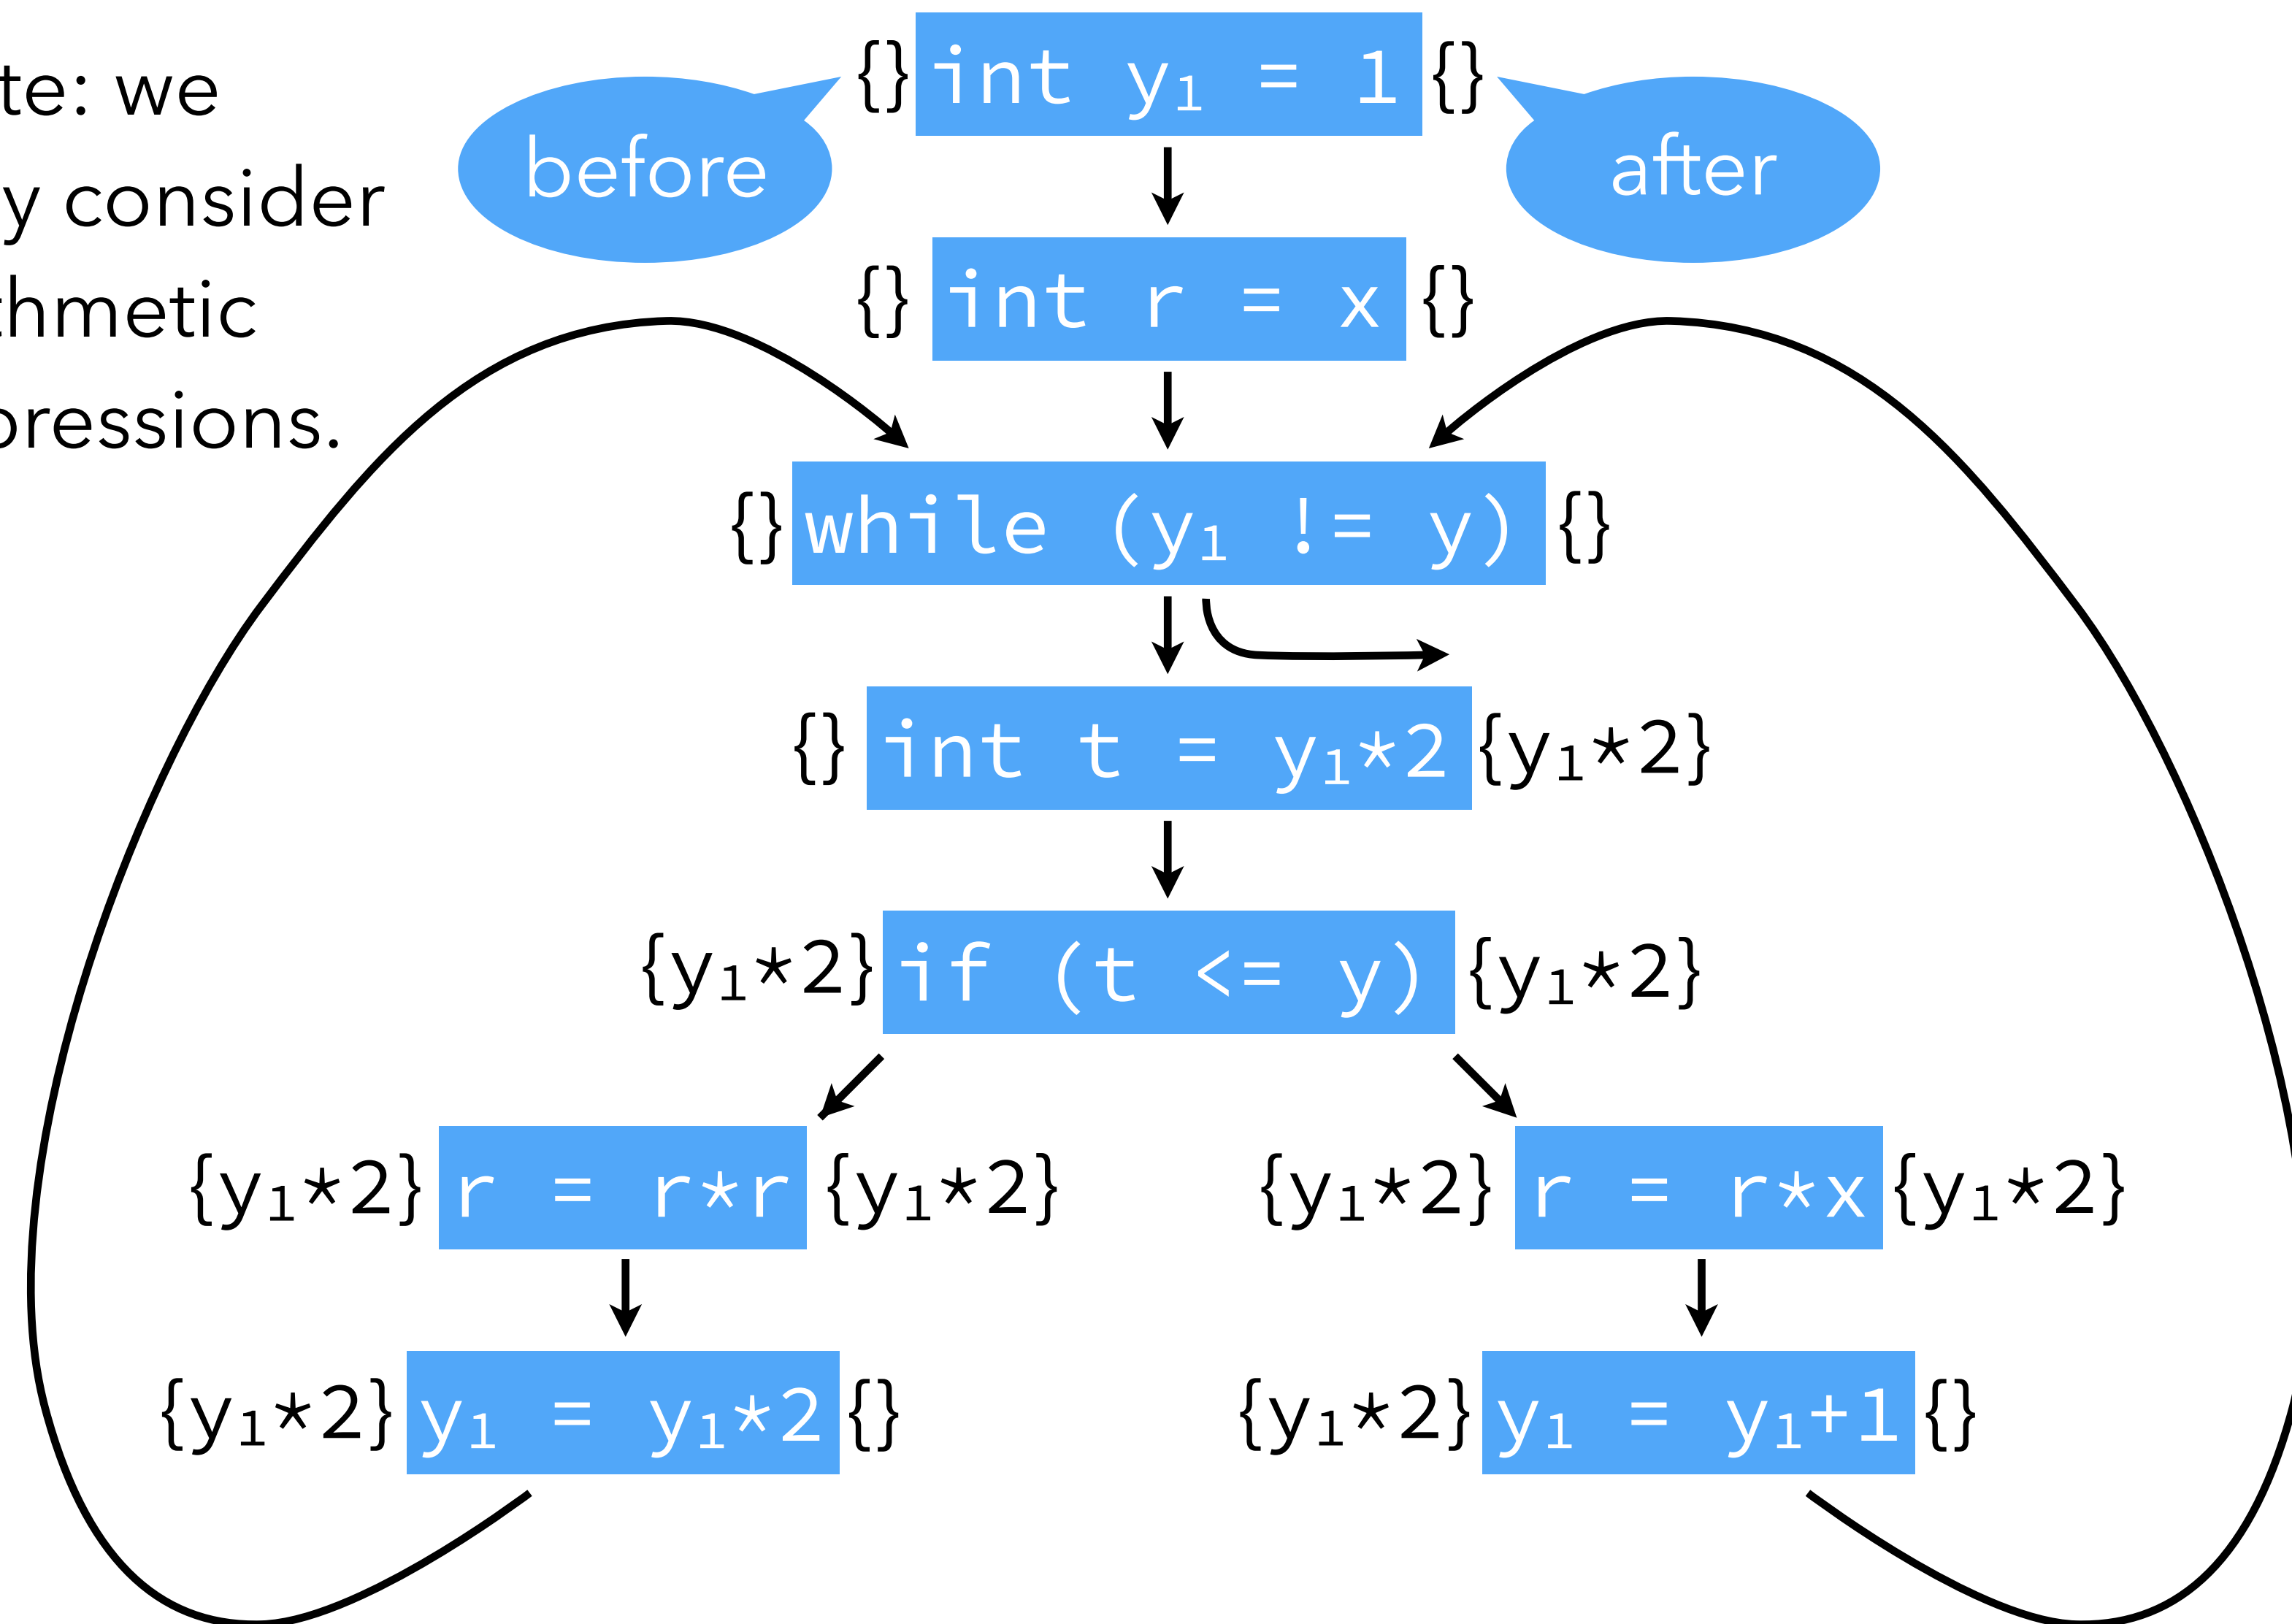 te: we
y consider
thmetic
pressions.
before
after
{} int y₁ = 1 {}
{} int r = x {}
{} while (y₁ != y) {}
{} int t = y₁*2 {y₁*2}
{y₁*2} if (t <= y) {y₁*2}
{y₁*2} r = r*r {y₁*2}
{y₁*2} r = r*x {y₁*2}
{y₁*2} y₁ = y₁*2 {}
{y₁*2} y₁ = y₁+1 {}